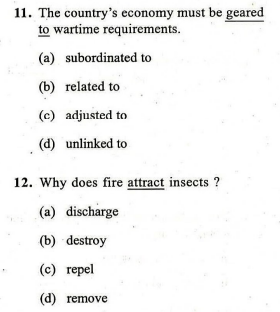 11. The country's economy must be geared
to wartime requirements.
(a) subordinated to
(b) related to
(c) adjusted to
(d) unlinked to
12. Why does fire attract insects ?
(a) discharge
(b) destroy
(c) repel
(d) remove